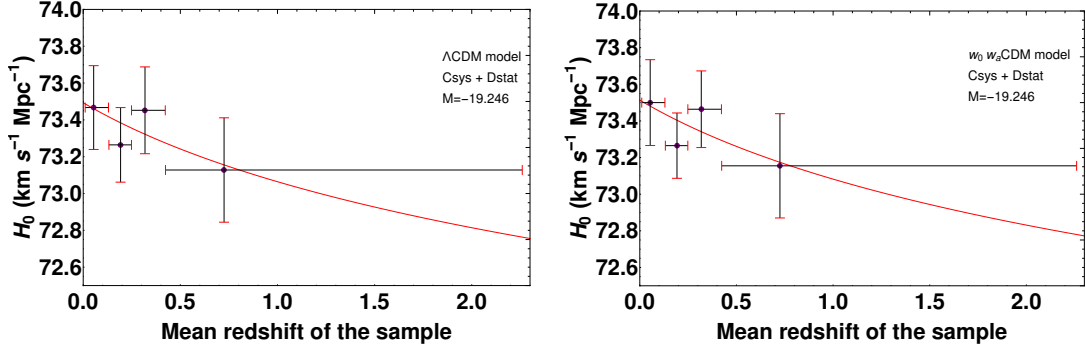 74.0
73.8
73.6
73.4
73.2
73.0
72.8
72.6
H₀ (km s⁻¹ Mpc⁻¹)
ΛCDM model
Csys + Dstat
M=−19.246
0.0 0.5 1.0 1.5 2.0
Mean redshift of the sample
74.0
73.8
73.6
73.4
73.2
73.0
72.8
72.6
H₀ (km s⁻¹ Mpc⁻¹)
w₀ wₐCDM model
Csys + Dstat
M=−19.246
0.0 0.5 1.0 1.5 2.0
Mean redshift of the sample